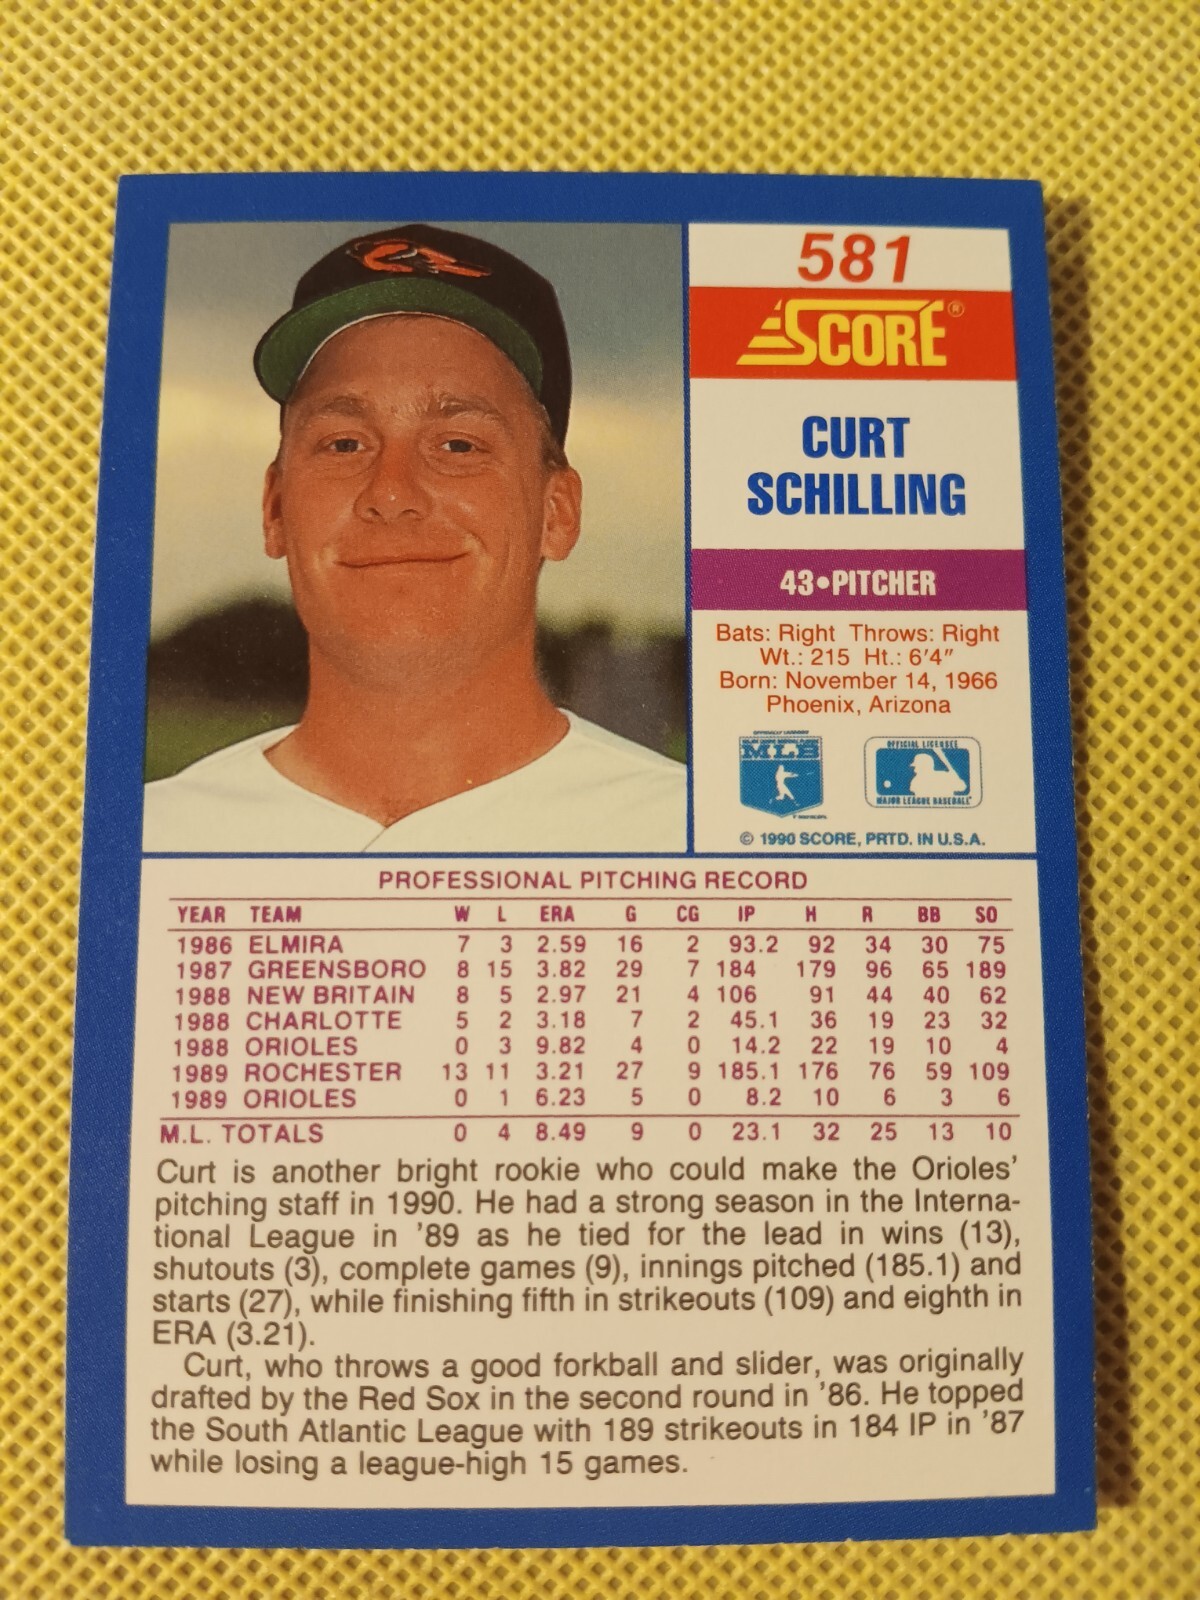 581
SCORE®
CURT
SCHILLING
43•PITCHER
Bats: Right Throws: Right
Wt.: 215 Ht.: 6'4"
Born: November 14, 1966
Phoenix, Arizona
OFFICIALLY LICENSED
MAJOR LEAGUE BASEBALL PLAYERS
MLB
OFFICIAL LICENSEE
MAJOR LEAGUE BASEBALL
© 1990 SCORE, PRTD. IN U.S.A.
PROFESSIONAL PITCHING RECORD
YEAR TEAM W L ERA G CG IP H R BB SO
1986 ELMIRA 7 3 2.59 16 2 93.2 92 34 30 75
1987 GREENSBORO 8 15 3.82 29 7 184 179 96 65 189
1988 NEW BRITAIN 8 5 2.97 21 4 106 91 44 40 62
1988 CHARLOTTE 5 2 3.18 7 2 45.1 36 19 23 32
1988 ORIOLES 0 3 9.82 4 0 14.2 22 19 10 4
1989 ROCHESTER 13 11 3.21 27 9 185.1 176 76 59 109
1989 ORIOLES 0 1 6.23 5 0 8.2 10 6 3 6
M.L. TOTALS 0 4 8.49 9 0 23.1 32 25 13 10
Curt is another bright rookie who could make the Orioles'
pitching staff in 1990. He had a strong season in the Interna-
tional League in '89 as he tied for the lead in wins (13),
shutouts (3), complete games (9), innings pitched (185.1) and
starts (27), while finishing fifth in strikeouts (109) and eighth in
ERA (3.21).
Curt, who throws a good forkball and slider, was originally
drafted by the Red Sox in the second round in '86. He topped
the South Atlantic League with 189 strikeouts in 184 IP in '87
while losing a league-high 15 games.